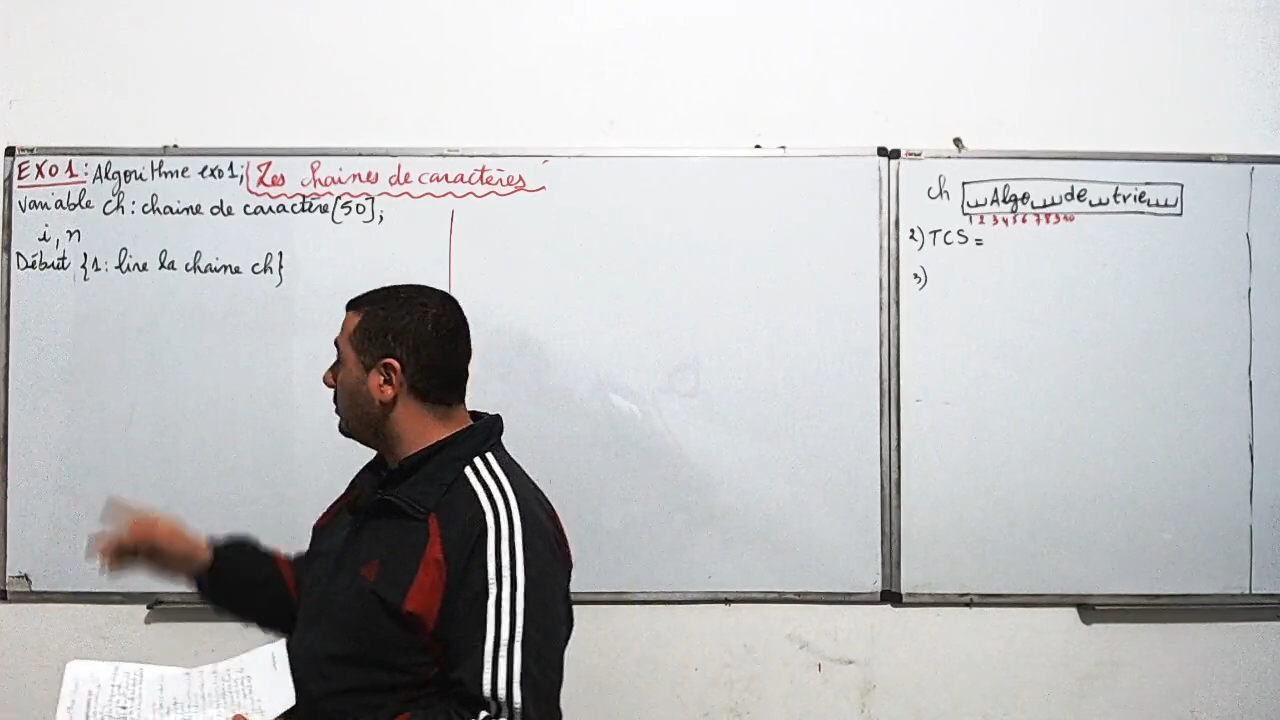 EXO1: Algorithme exo1; Les chaines de caractères
variable ch: chaine de caractère[50];
i, n
Début {1: lire la chaine ch}
ch ␣Algo␣␣de␣trie␣␣
1 2 3 4 5 6 7 8 9 10
2) TCS =
3)